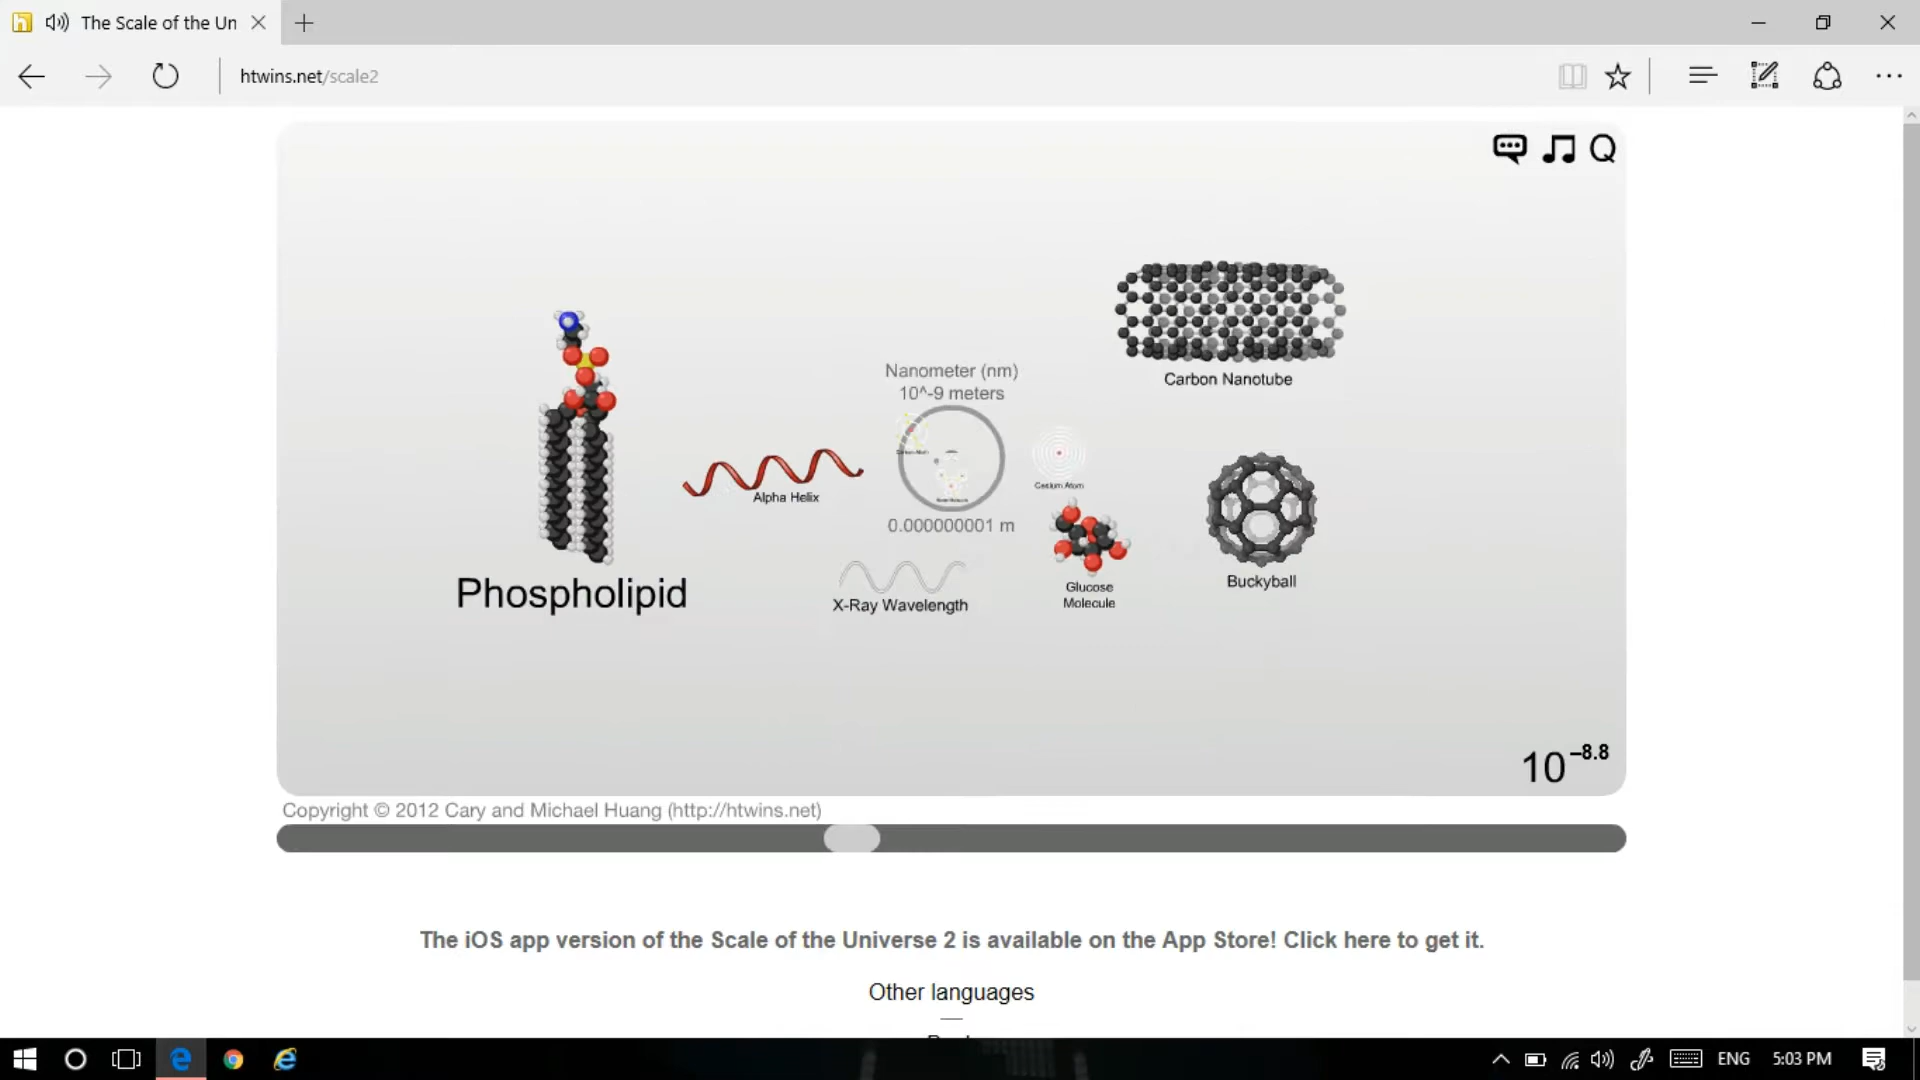 The Scale of the Un
htwins.net/scale2
Nanometer (nm)
10^-9 meters
Carbon Nanotube
Alpha Helix
Cesium Atom
0.000000001 m
Phospholipid
X-Ray Wavelength
Glucose
Molecule
Buckyball
10^-8.8
Copyright © 2012 Cary and Michael Huang (http://htwins.net)
The iOS app version of the Scale of the Universe 2 is available on the App Store! Click here to get it.
Other languages
ENG
5:03 PM